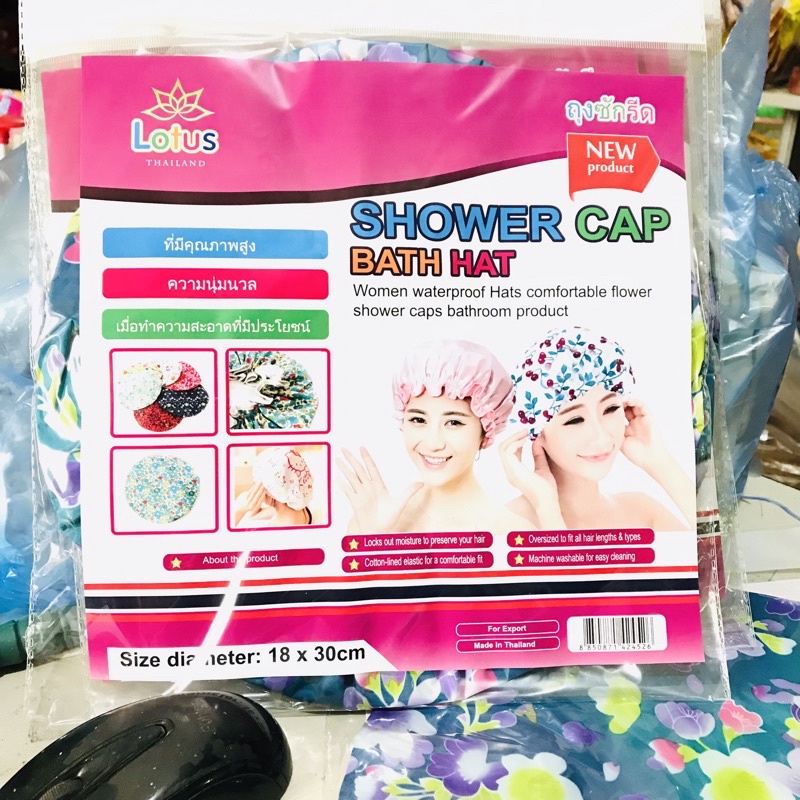 Lotus
THAILAND
ถุงซักรีด
NEW
product
SHOWER CAP
BATH HAT
Women waterproof Hats comfortable flower
shower caps bathroom product
ที่มีคุณภาพสูง
ความนุ่มนวล
เมื่อทำความสะอาดที่มีประโยชน์
Locks out moisture to preserve your hair
Oversized to fit all hair lengths & types
Cotton-lined elastic for a comfortable fit
Machine washable for easy cleaning
About the product
For Export
Made In Thailand
8 850871 424526
Size diameter: 18 x 30cm